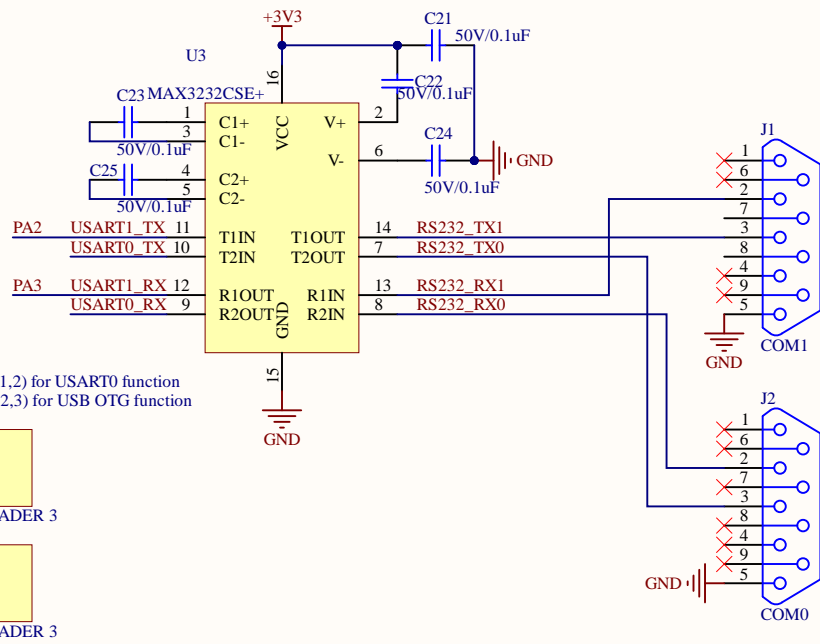 +3V3
C21
50V/0.1uF
U3
16
C22
50V/0.1uF
C23
MAX3232CSE+
1
C1+
VCC
V+
2
3
C1-
50V/0.1uF
C24
V-
6
GND
C25
4
C2+
50V/0.1uF
5
C2-
50V/0.1uF
PA2
USART1_TX
11
T1IN
T1OUT
14
RS232_TX1
USART0_TX
10
T2IN
T2OUT
7
RS232_TX0
PA3
USART1_RX
12
R1OUT
R1IN
13
RS232_RX1
USART0_RX
9
R2OUT
GND
R2IN
8
RS232_RX0
15
GND
J1
1
6
2
7
3
8
4
9
5
GND
COM1
1,2) for USART0 function
2,3) for USB OTG function
ADER 3
ADER 3
J2
1
6
2
7
3
8
4
9
5
GND
COM0